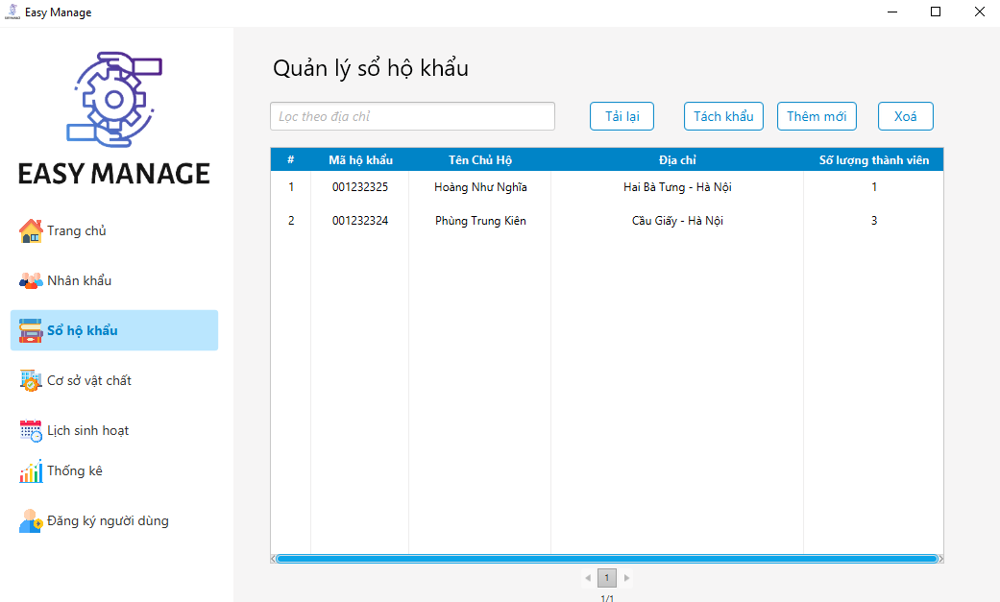 Easy Manage
EASY MANAGE
Trang chủ
Nhân khẩu
Sổ hộ khẩu
Cơ sở vật chất
Lịch sinh hoạt
Thống kê
Đăng ký người dùng
Quản lý sổ hộ khẩu
Lọc theo địa chỉ
Tải lại
Tách khẩu
Thêm mới
Xoá
# Mã hộ khẩu Tên Chủ Hộ Địa chỉ Số lượng thành viên
1 001232325 Hoàng Như Nghĩa Hai Bà Tưng - Hà Nội 1
2 001232324 Phùng Trung Kiên Cầu Giấy - Hà Nội 3
1
1/1